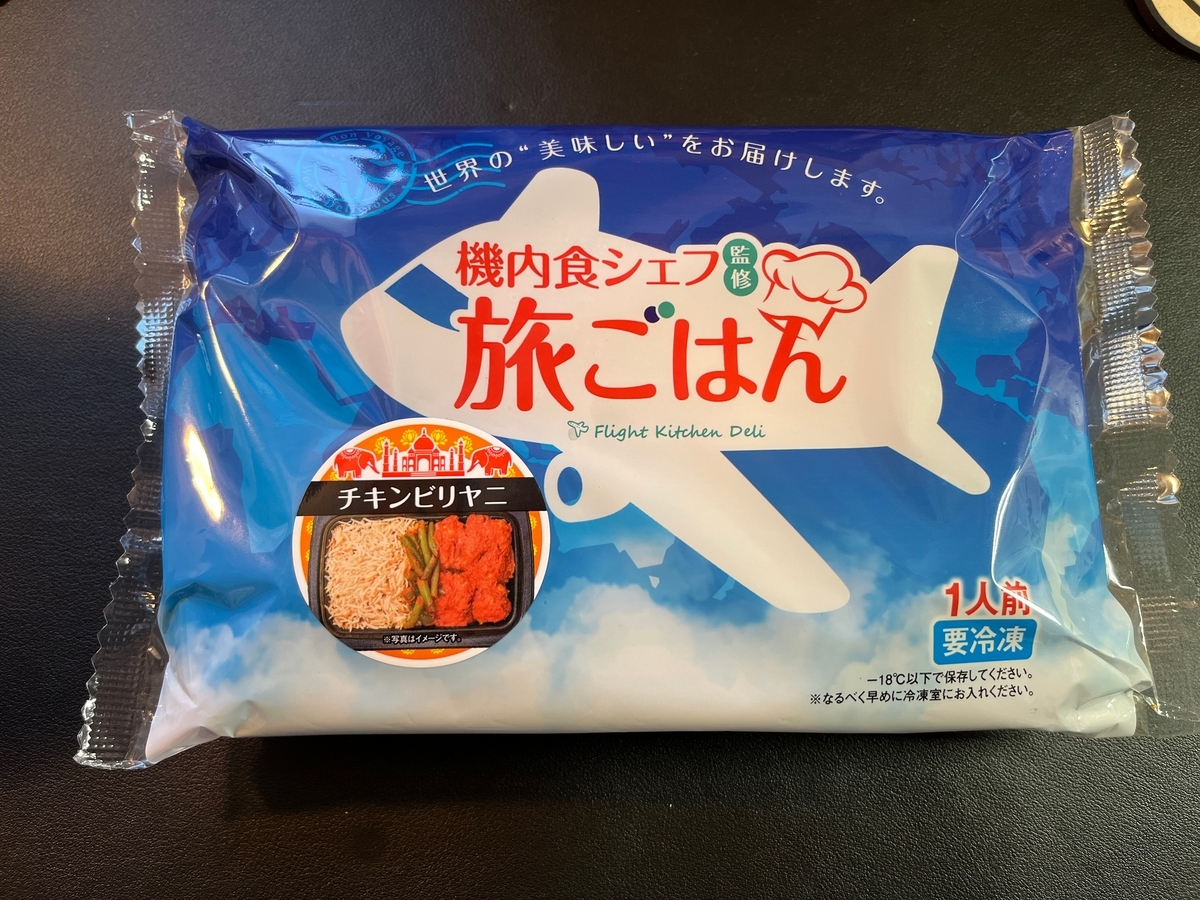 Bon Voyage
世界の“美味しい”をお届けします。
機内食シェフ監修
旅ごはん
Flight Kitchen Deli
チキンビリヤニ
※写真はイメージです。
1人前
要冷凍
−18℃以下で保存してください。
※なるべく早めに冷凍室にお入れください。